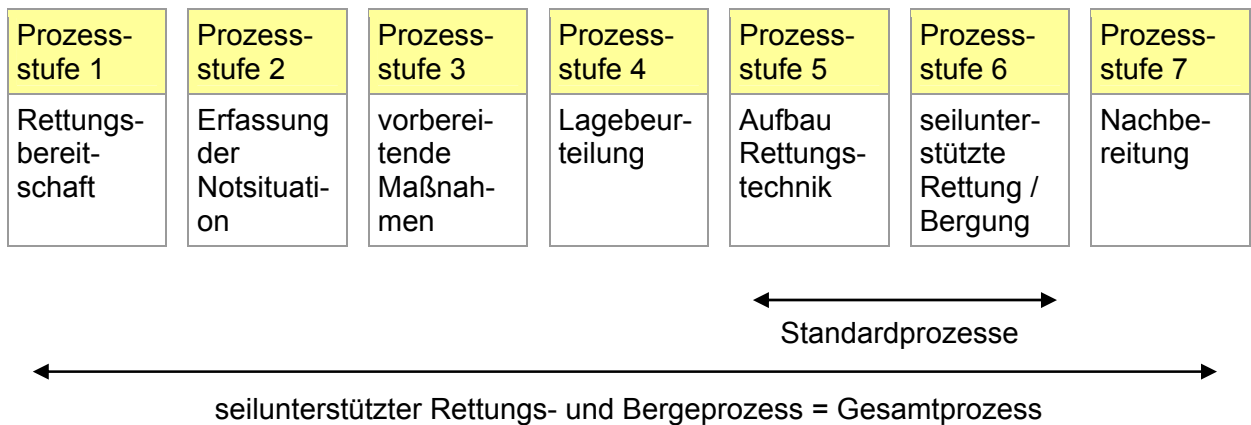 Prozess-
stufe 1
Rettungs-
bereit-
schaft
Prozess-
stufe 2
Erfassung
der
Notsituati-
on
Prozess-
stufe 3
vorberei-
tende
Maßnah-
men
Prozess-
stufe 4
Lagebeur-
teilung
Prozess-
stufe 5
Aufbau
Rettungs-
technik
Prozess-
stufe 6
seilunter-
stützte
Rettung /
Bergung
Prozess-
stufe 7
Nachbe-
reitung
Standardprozesse
seilunterstützter Rettungs- und Bergeprozess = Gesamtprozess